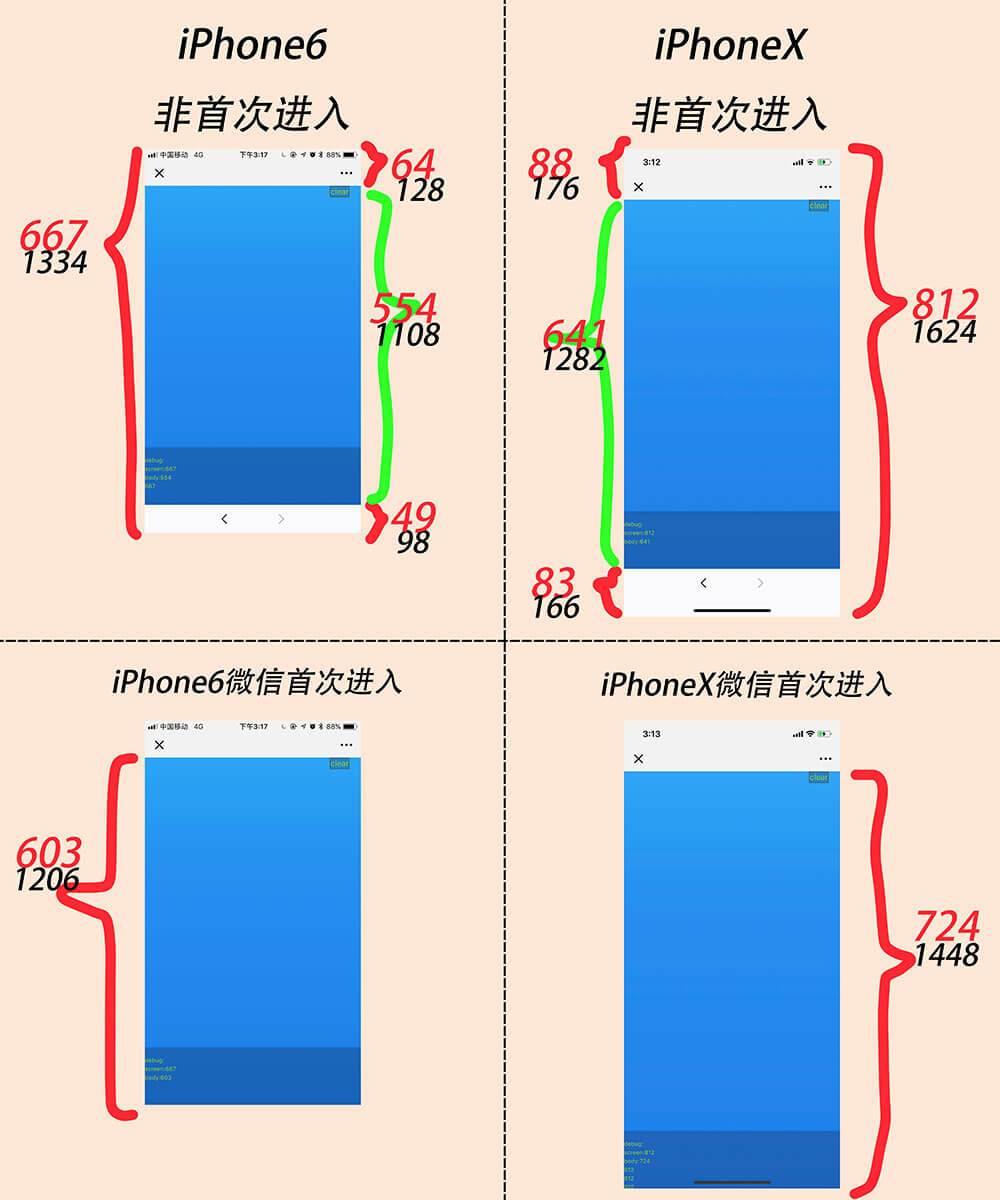 iPhone6
非首次进入
中国移动 4G 下午3:17 88%
clear
64
128
667
1334
554
1108
debug:
screen:667
body:554
667
49
98
iPhoneX
非首次进入
88
176
3:12
clear
812
1624
641
1282
debug:
screen:812
body:641
83
166
iPhone6微信首次进入
中国移动 4G 下午3:17 88%
clear
603
1206
debug:
screen:667
body:603
iPhoneX微信首次进入
3:13
clear
724
1448
debug:
screen:812
body:724
812